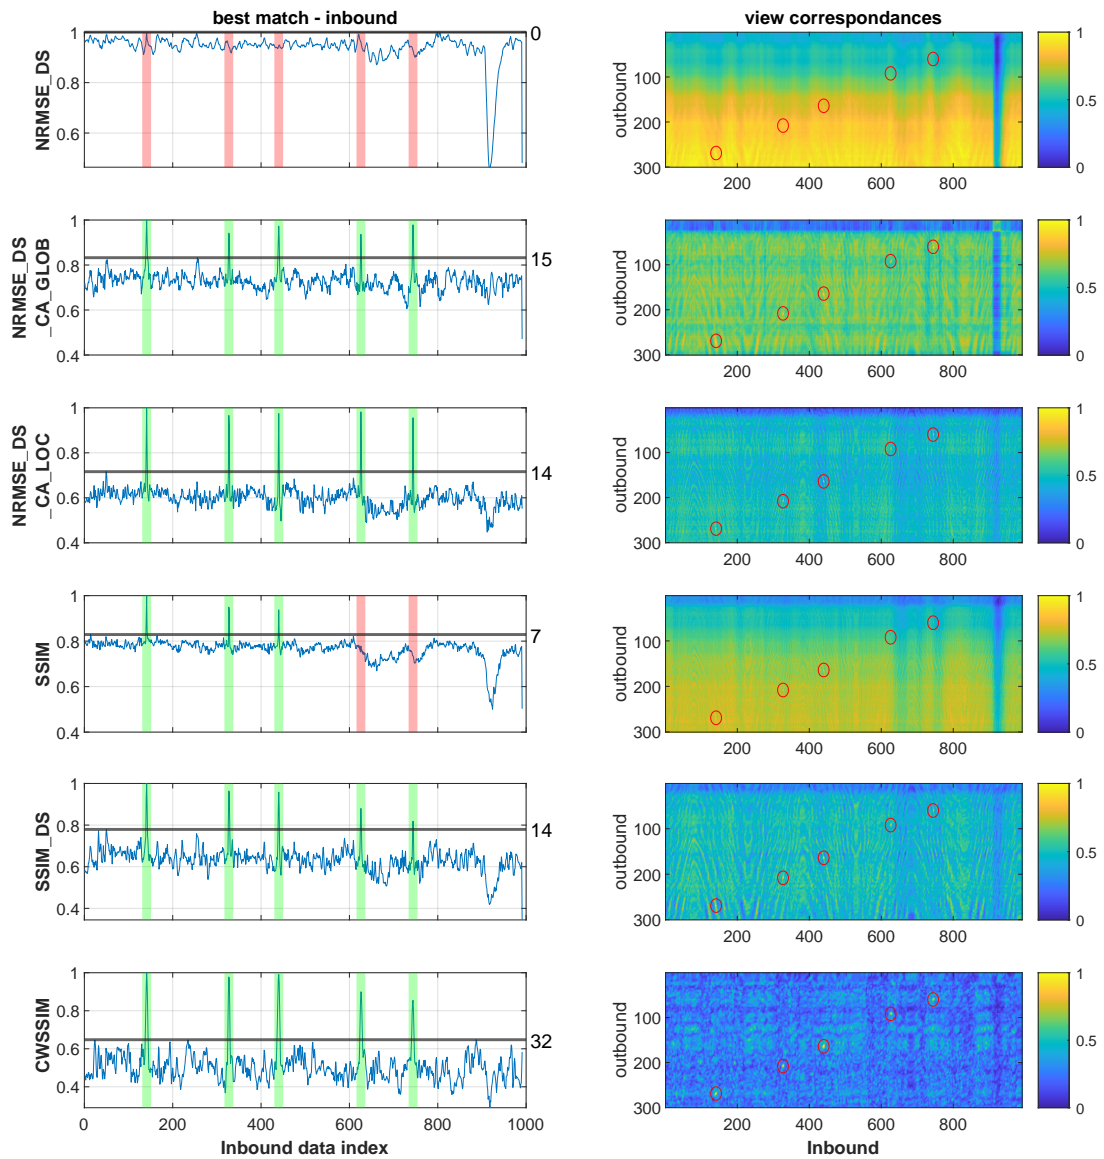 best match - inbound
view correspondances
NRMSE_DS
1
0.8
0.6
0
outbound
100
200
300
200 400 600 800
1
0.5
0
NRMSE_DS
_CA_GLOB
1
0.8
0.6
0.4
15
outbound
100
200
300
200 400 600 800
1
0.5
0
NRMSE_DS
_CA_LOC
1
0.8
0.6
0.4
14
outbound
100
200
300
200 400 600 800
1
0.5
0
SSIM
1
0.8
0.6
0.4
7
outbound
100
200
300
200 400 600 800
1
0.5
0
SSIM_DS
1
0.8
0.6
0.4
14
outbound
100
200
300
200 400 600 800
1
0.5
0
CWSSIM
1
0.8
0.6
0.4
32
0 200 400 600 800 1000
Inbound data index
outbound
100
200
300
200 400 600 800
Inbound
1
0.5
0